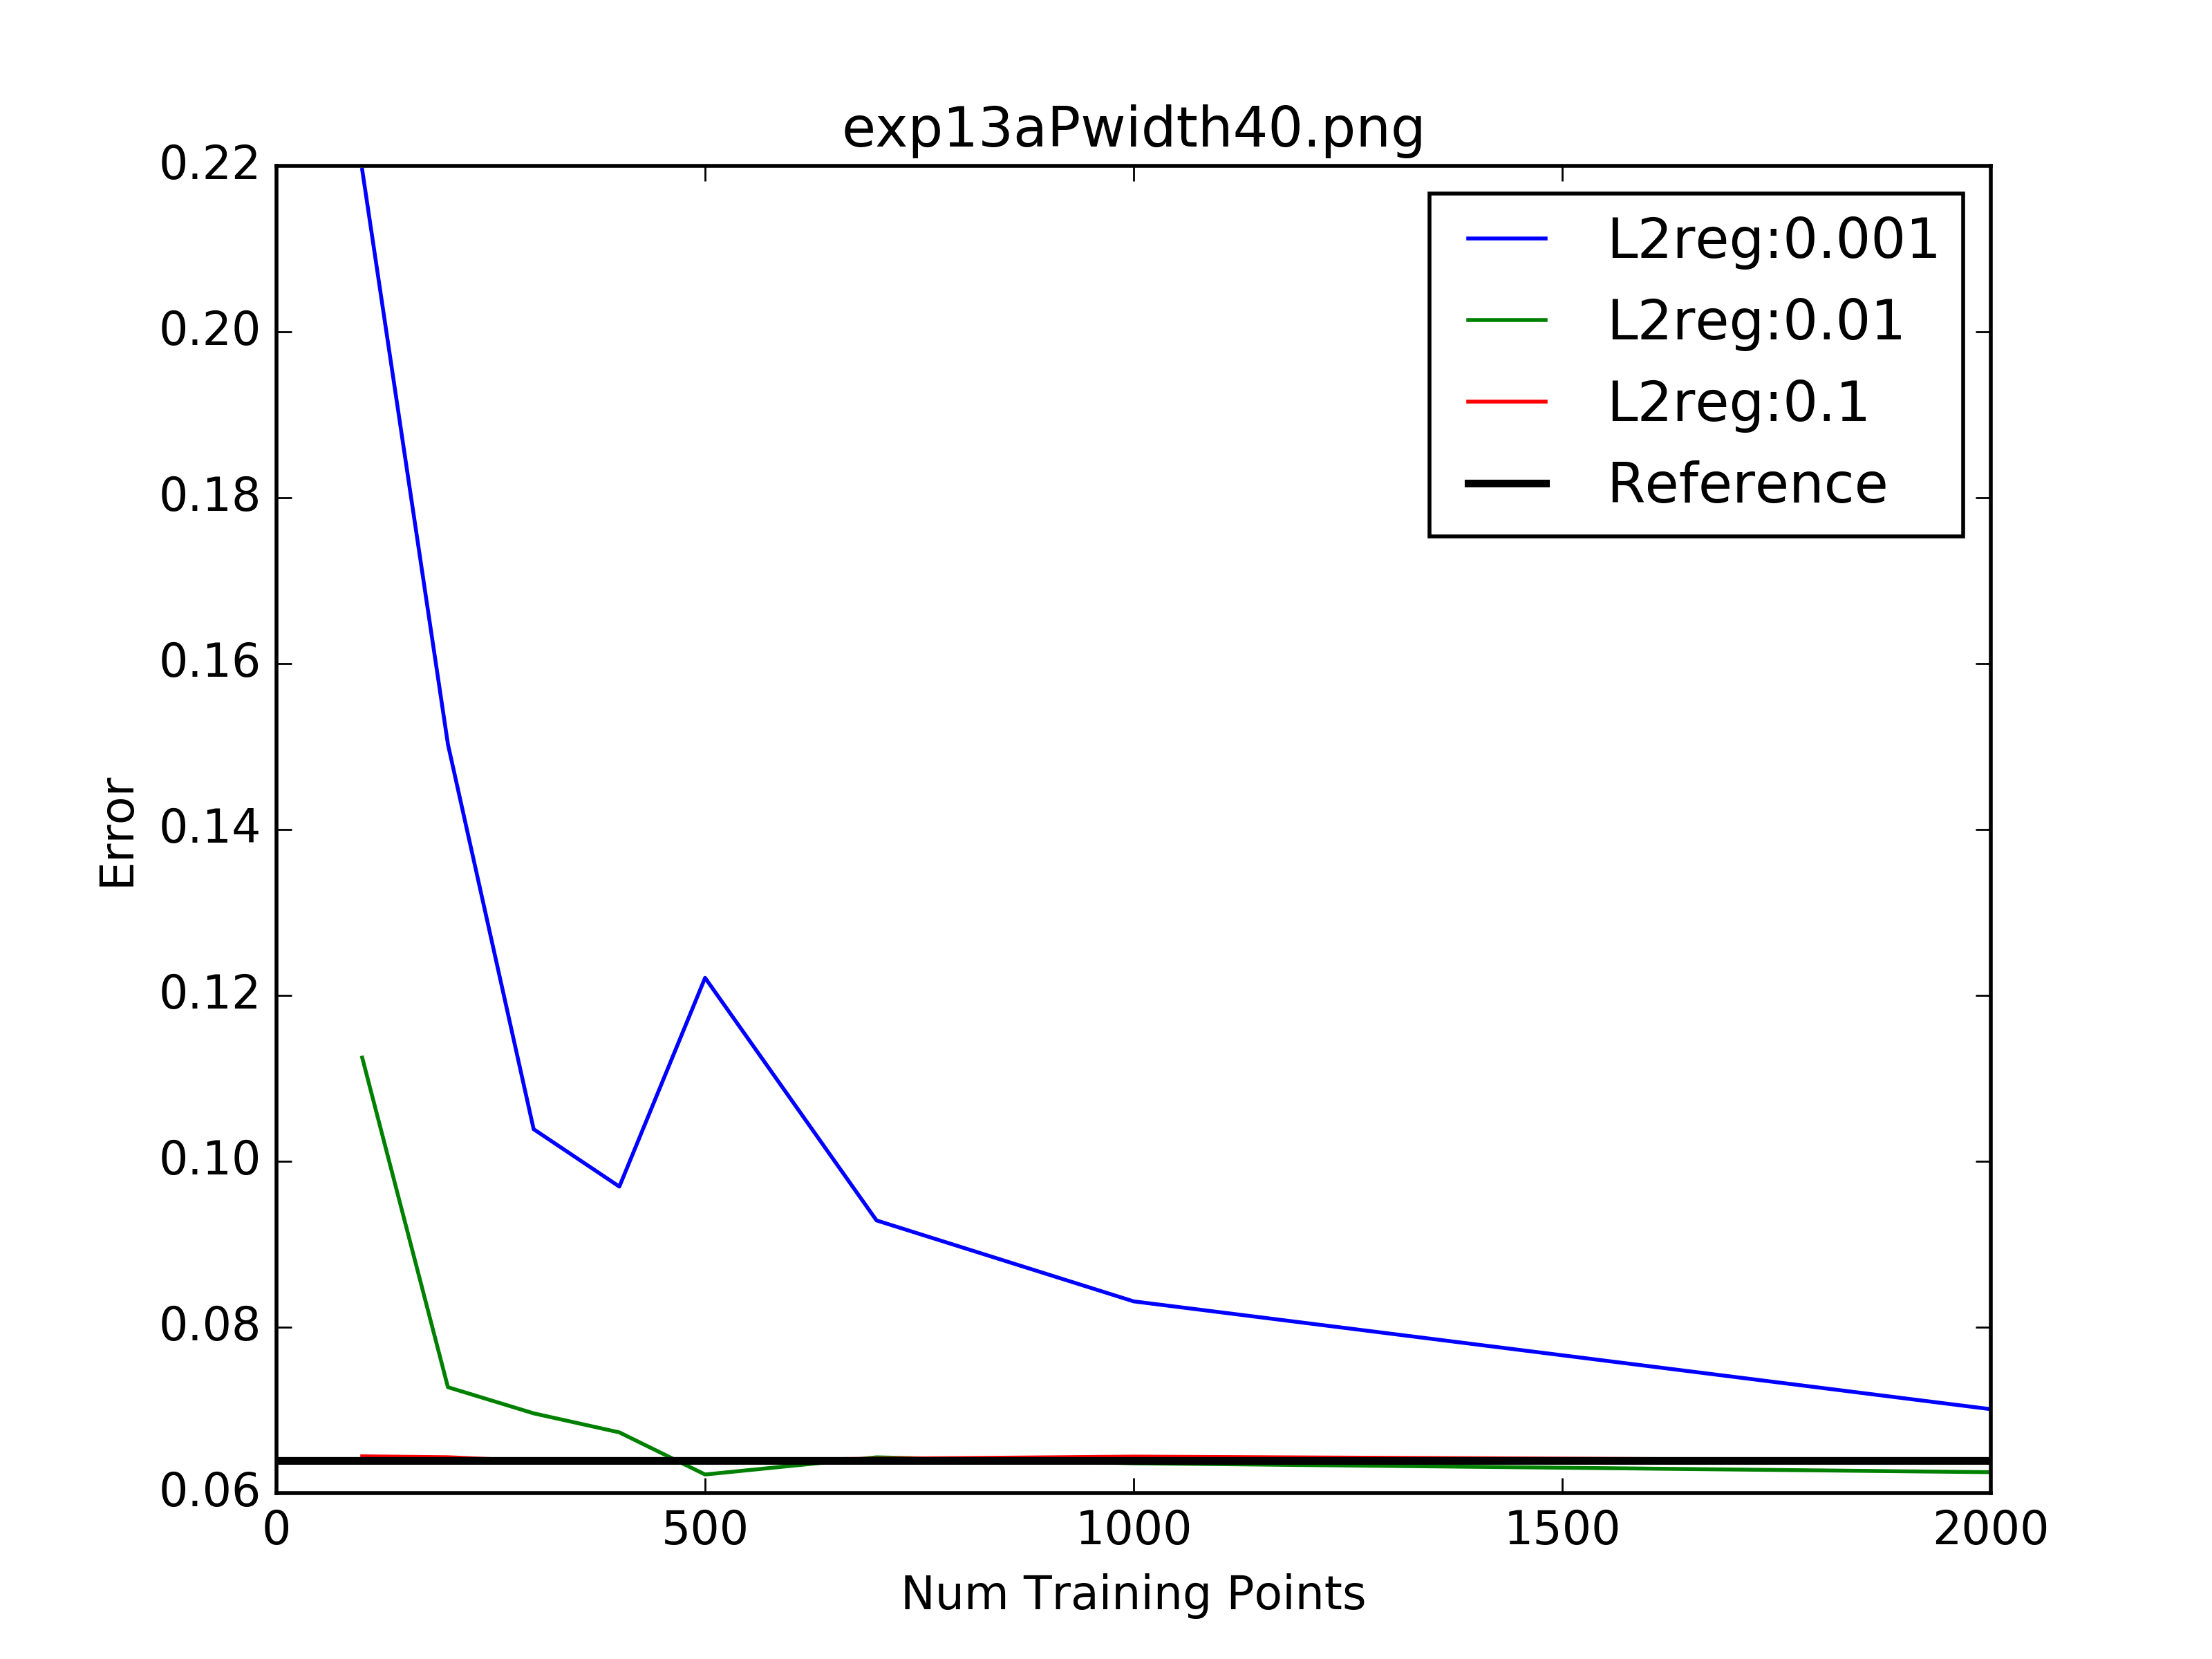 exp13aPwidth40.png
0.22
0.20
0.18
0.16
0.14
0.12
0.10
0.08
0.06
Error
L2reg:0.001
L2reg:0.01
L2reg:0.1
Reference
0 500 1000 1500 2000
Num Training Points